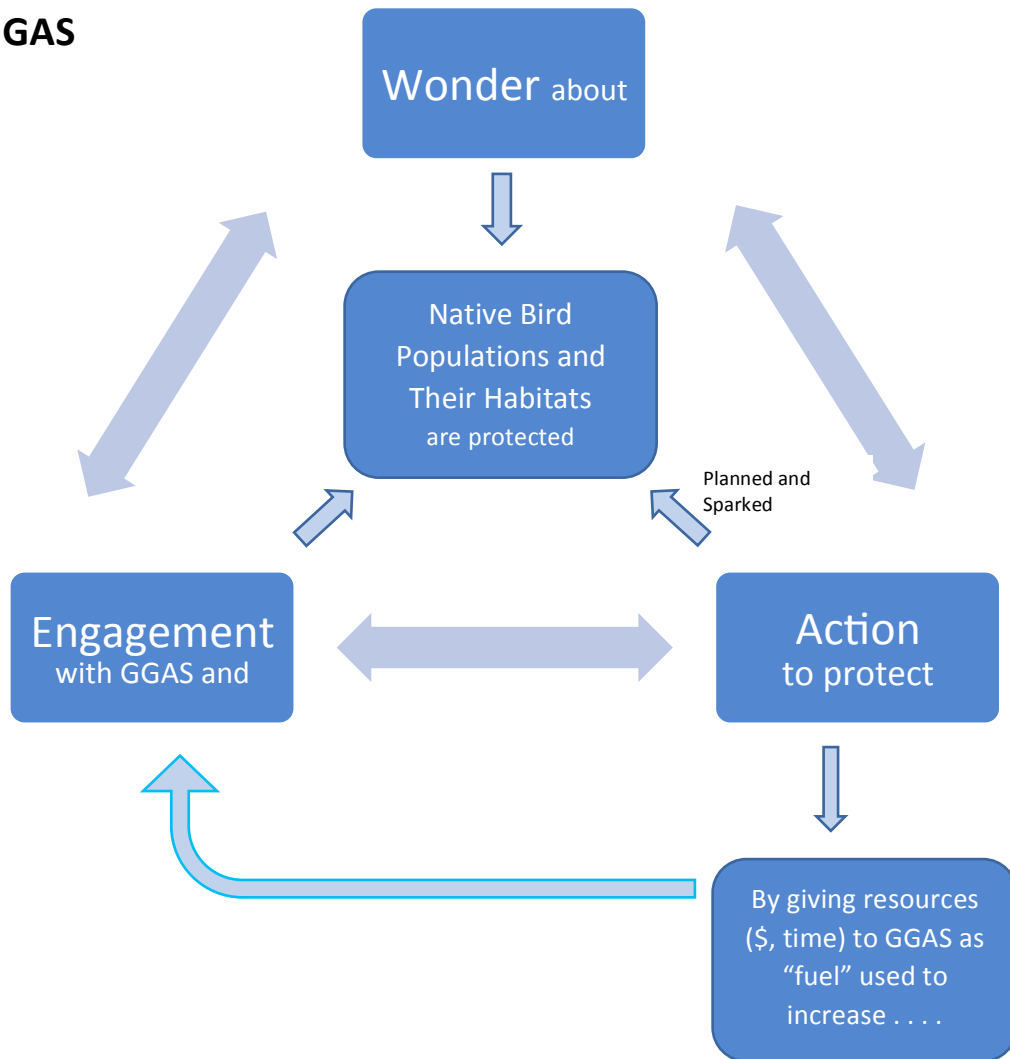 GAS
Wonder about
Native Bird
Populations and
Their Habitats
are protected
Planned and
Sparked
Engagement
with GGAS and
Action
to protect
By giving resources
($, time) to GGAS as
“fuel” used to
increase . . . .